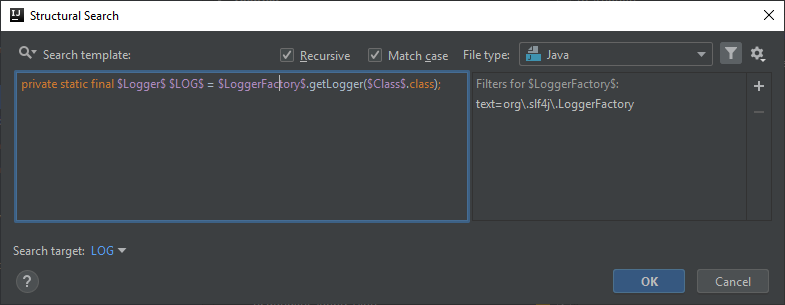 IJ
Structural Search
Search template:
Recursive
Match case
File type:
Java
private static final $Logger$ $LOG$ = $LoggerFactory$.getLogger($Class$.class);
Filters for $LoggerFactory$:
text=org\.slf4j\.LoggerFactory
Search target: LOG
?
OK
Cancel